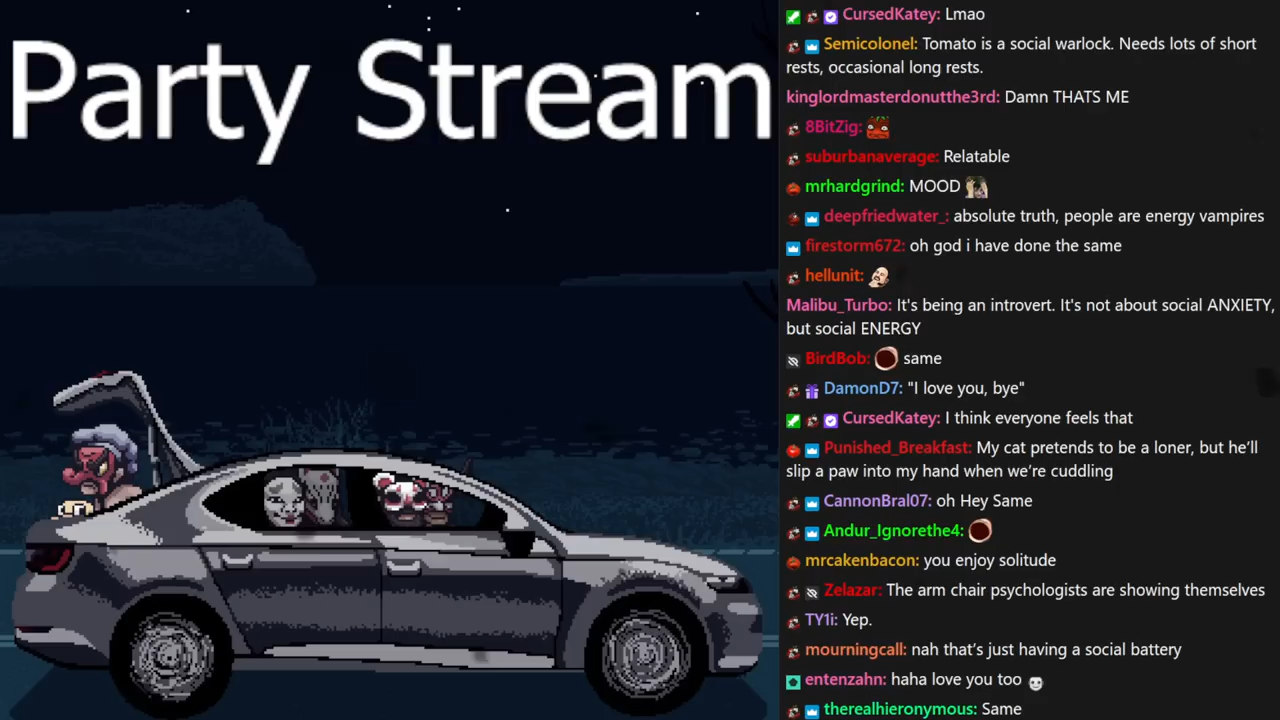 Party Stream
CursedKatey: Lmao
Semicolonel: Tomato is a social warlock. Needs lots of short
rests, occasional long rests.
kinglordmasterdonutthe3rd: Damn THATS ME
8BitZig:
suburbanaverage: Relatable
mrhardgrind: MOOD
deepfriedwater_: absolute truth, people are energy vampires
firestorm672: oh god i have done the same
hellunit:
Malibu_Turbo: It's being an introvert. It's not about social ANXIETY,
but social ENERGY
BirdBob: same
DamonD7: "I love you, bye"
CursedKatey: I think everyone feels that
Punished_Breakfast: My cat pretends to be a loner, but he’ll
slip a paw into my hand when we’re cuddling
CannonBral07: oh Hey Same
Andur_Ignorethe4:
mrcakenbacon: you enjoy solitude
Zelazar: The arm chair psychologists are showing themselves
TY1i: Yep.
mourningcall: nah that’s just having a social battery
entenzahn: haha love you too
therealhieronymous: Same